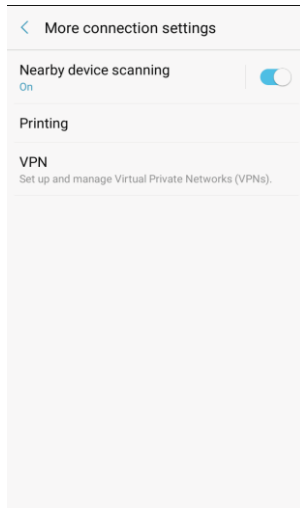 More connection settings
Nearby device scanning
On
Printing
VPN
Set up and manage Virtual Private Networks (VPNs).